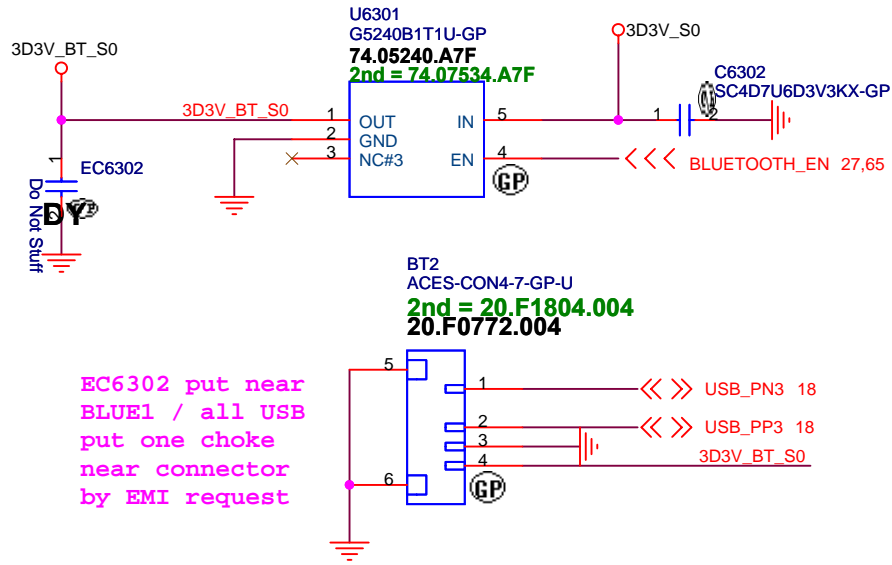 U6301
G5240B1T1U-GP
74.05240.A7F
2nd = 74.07534.A7F
3D3V_BT_S0
3D3V_S0
C6302
SC4D7U6D3V3KX-GP
3D3V_BT_S0
1 OUT IN 5
2 GND
3 NC#3 EN 4
1 2
GP
BLUETOOTH_EN 27,65
1
EC6302
2
DY
Do Not Stuff
BT2
ACES-CON4-7-GP-U
2nd = 20.F1804.004
20.F0772.004
5
1 USB_PN3 18
2 USB_PP3 18
3
4 3D3V_BT_S0
6
GP
EC6302 put near
BLUE1 / all USB
put one choke
near connector
by EMI request